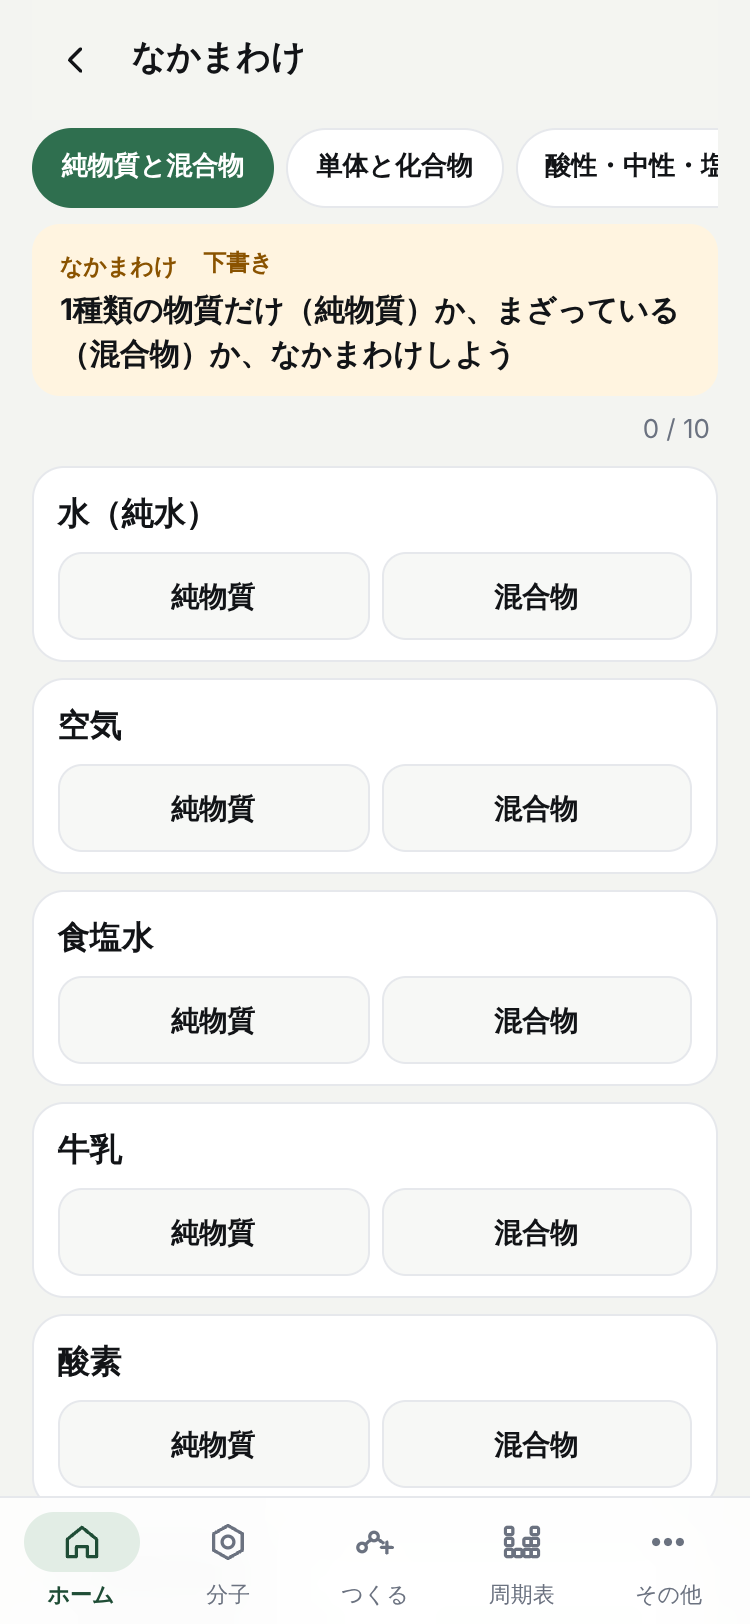 なかまわけ
純物質と混合物 単体と化合物 酸性・中性・塩
なかまわけ 下書き
1種類の物質だけ（純物質）か、まざっている
（混合物）か、なかまわけしよう
0 / 10
水（純水）
純物質 混合物
空気
純物質 混合物
食塩水
純物質 混合物
牛乳
純物質 混合物
酸素
純物質 混合物
ホーム 分子 つくる 周期表 その他